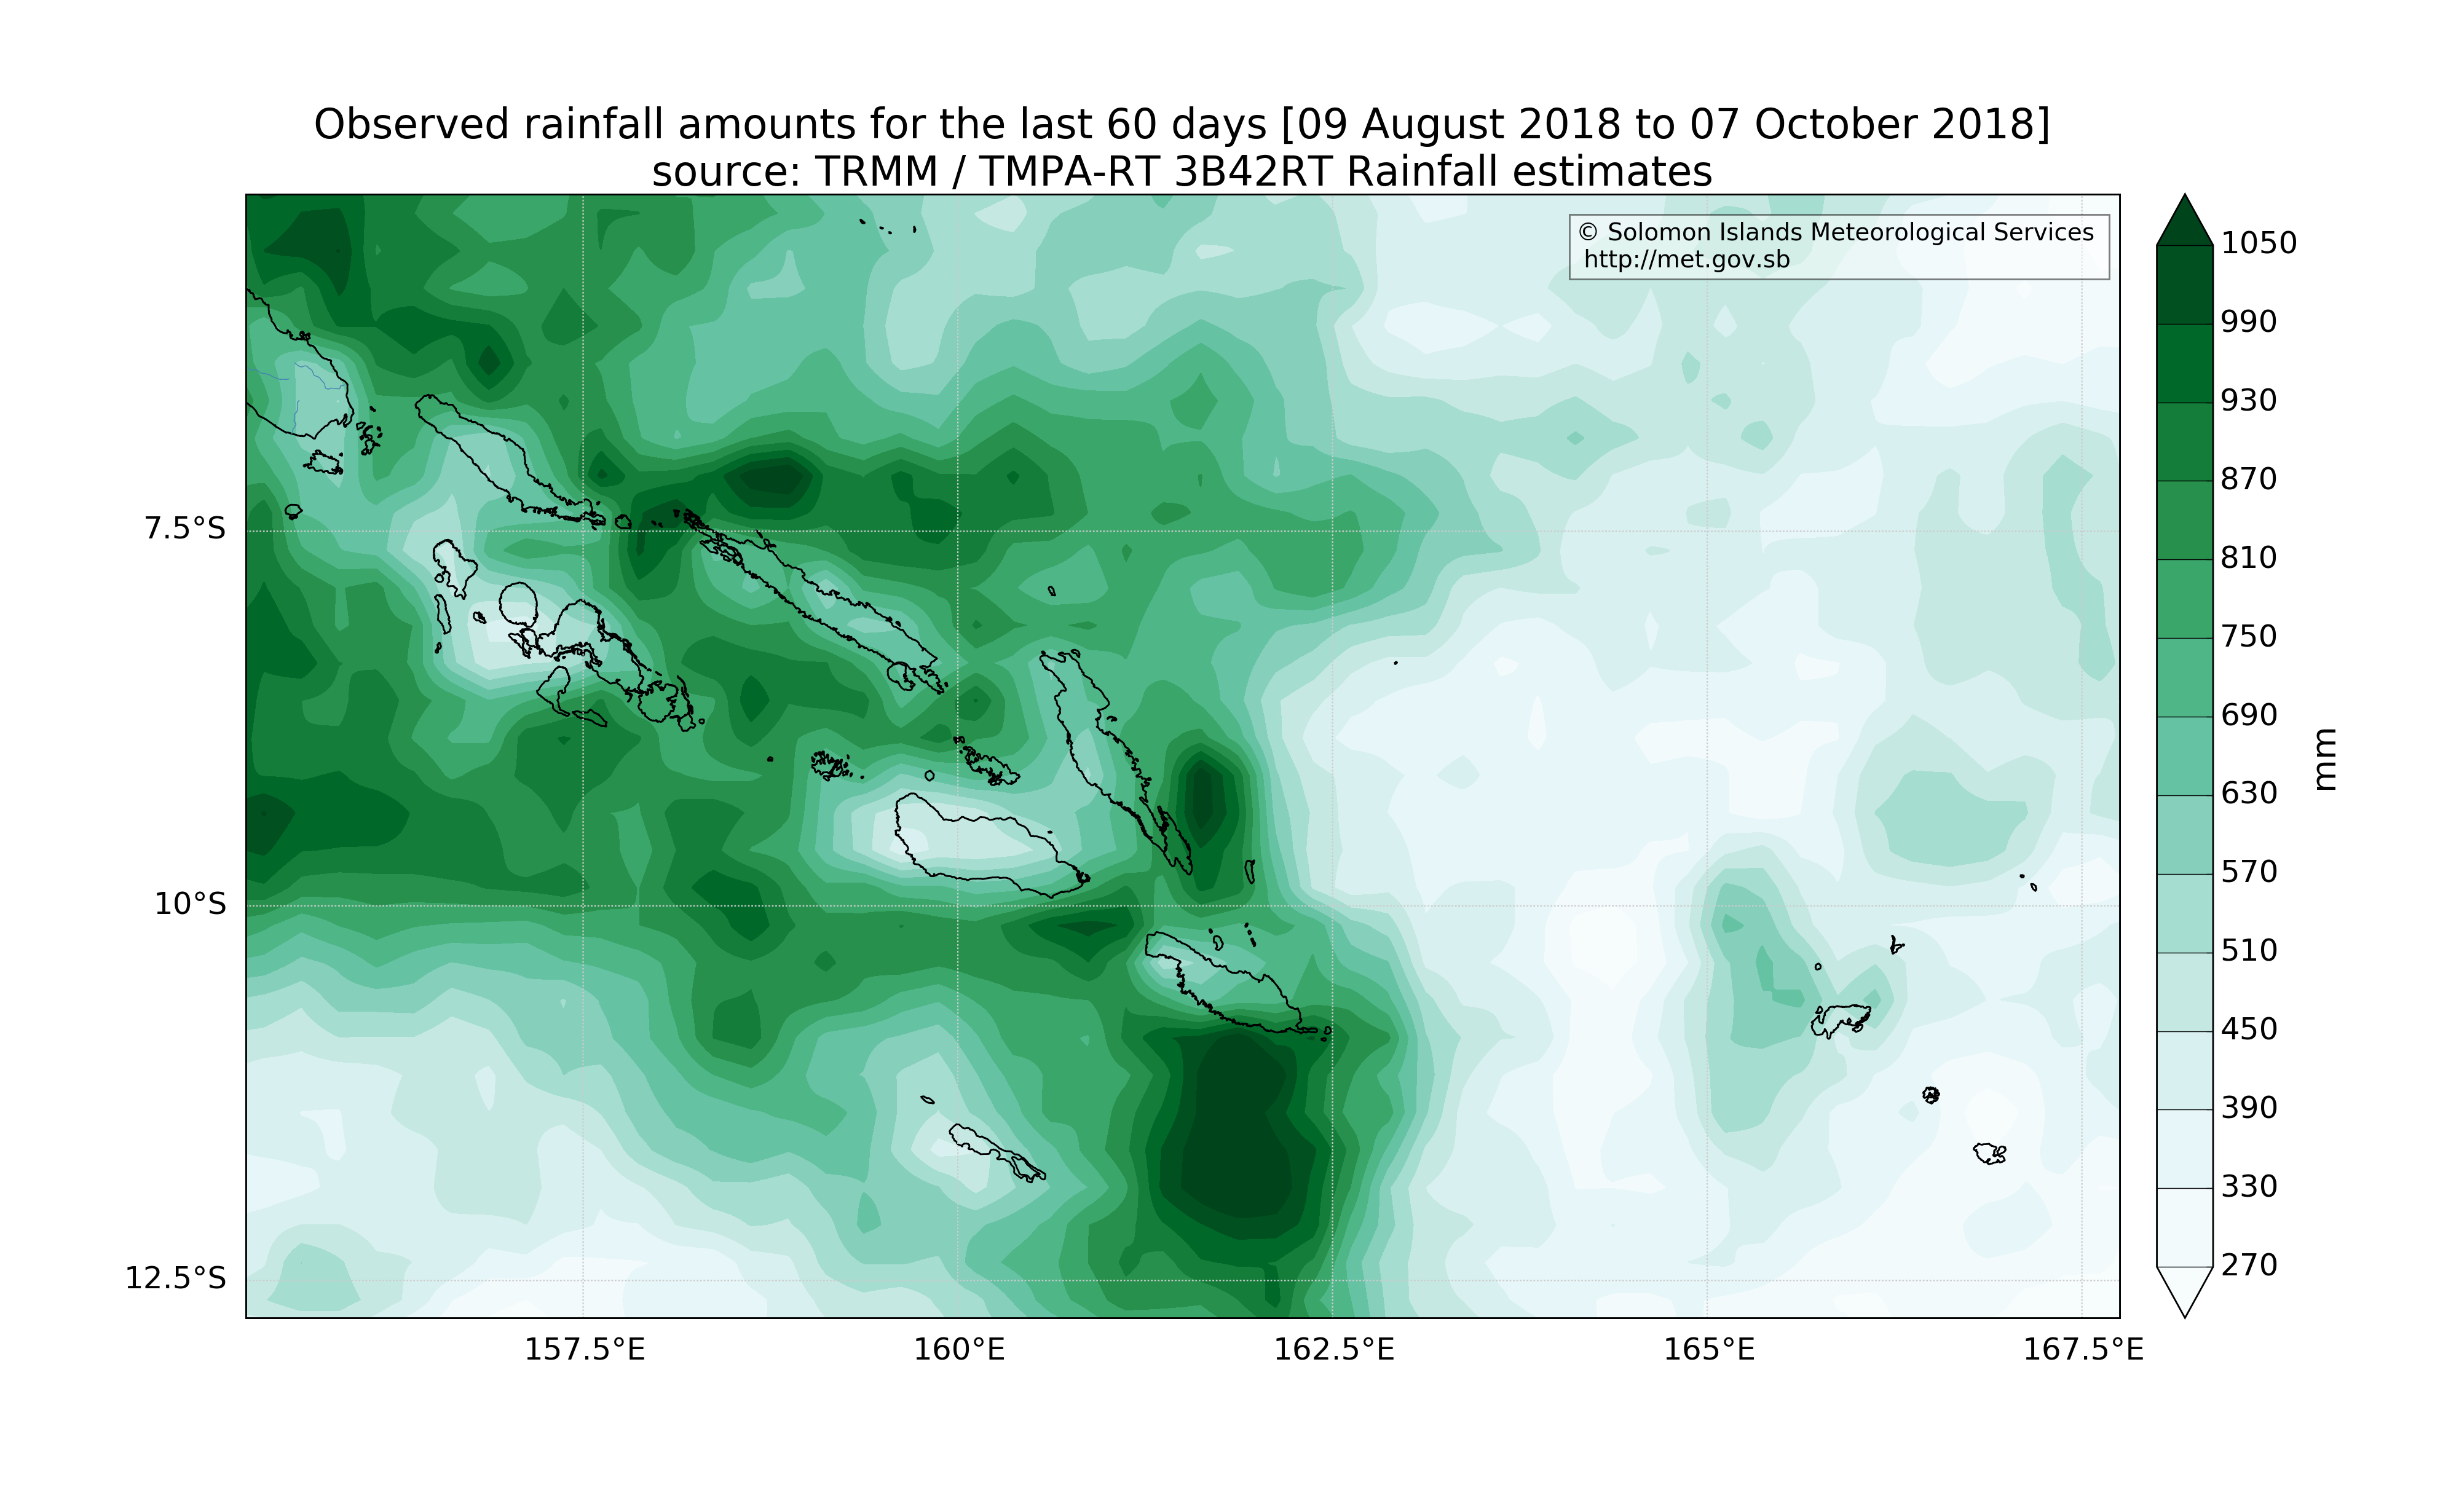 Observed rainfall amounts for the last 60 days [09 August 2018 to 07 October 2018]
source: TRMM / TMPA-RT 3B42RT Rainfall estimates
© Solomon Islands Meteorological Services
http://met.gov.sb
7.5°S
10°S
12.5°S
157.5°E
160°E
162.5°E
165°E
167.5°E
1050
990
930
870
810
750
690
630
570
510
450
390
330
270
mm